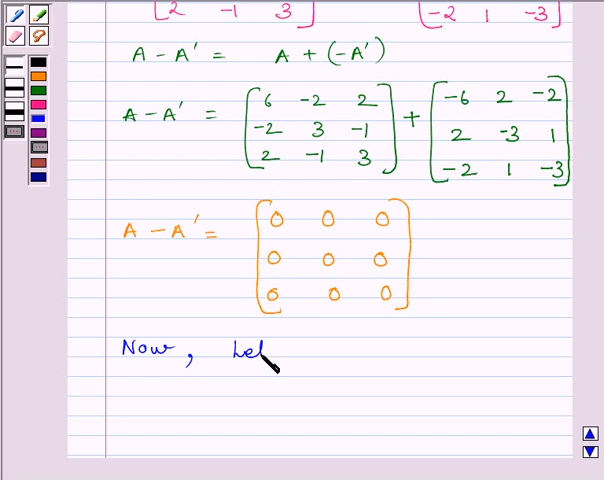 [2 -1 3] [-2 1 -3]
A - A' = A + (-A')
A - A' = [6 -2 2 -2 3 -1 2 -1 3] + [-6 2 -2 2 -3 1 -2 1 -3]
A - A' = [0 0 0
0 0 0
0 0 0]
Now, Let